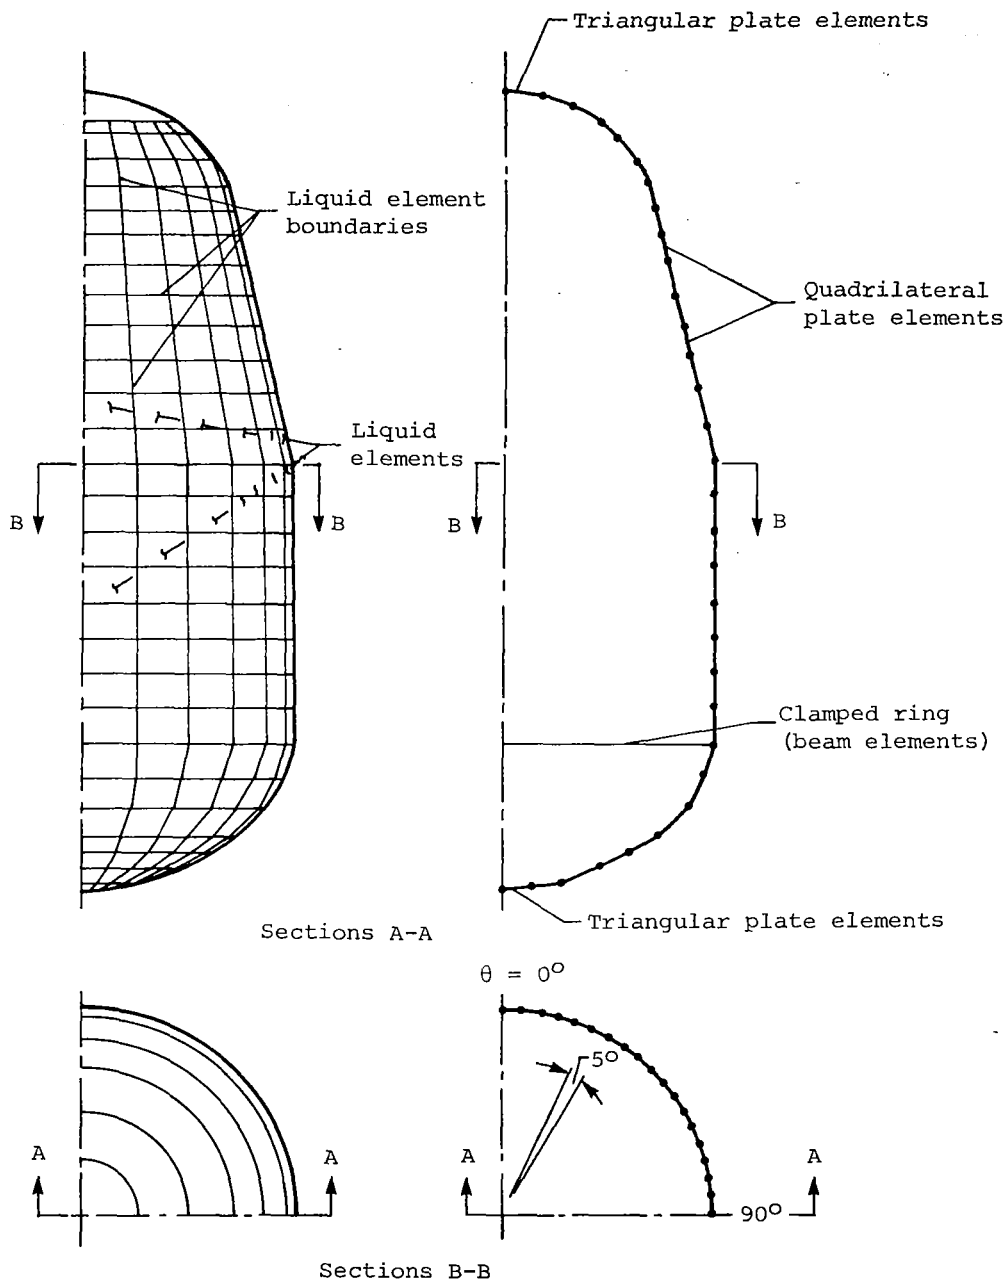 Triangular plate elements
Liquid element
boundaries
Quadrilateral
plate elements
Liquid
elements
B
B
B
B
Clamped ring
(beam elements)
Triangular plate elements
Sections A-A
θ = 0°
5°
A
A
A
A
90°
Sections B-B